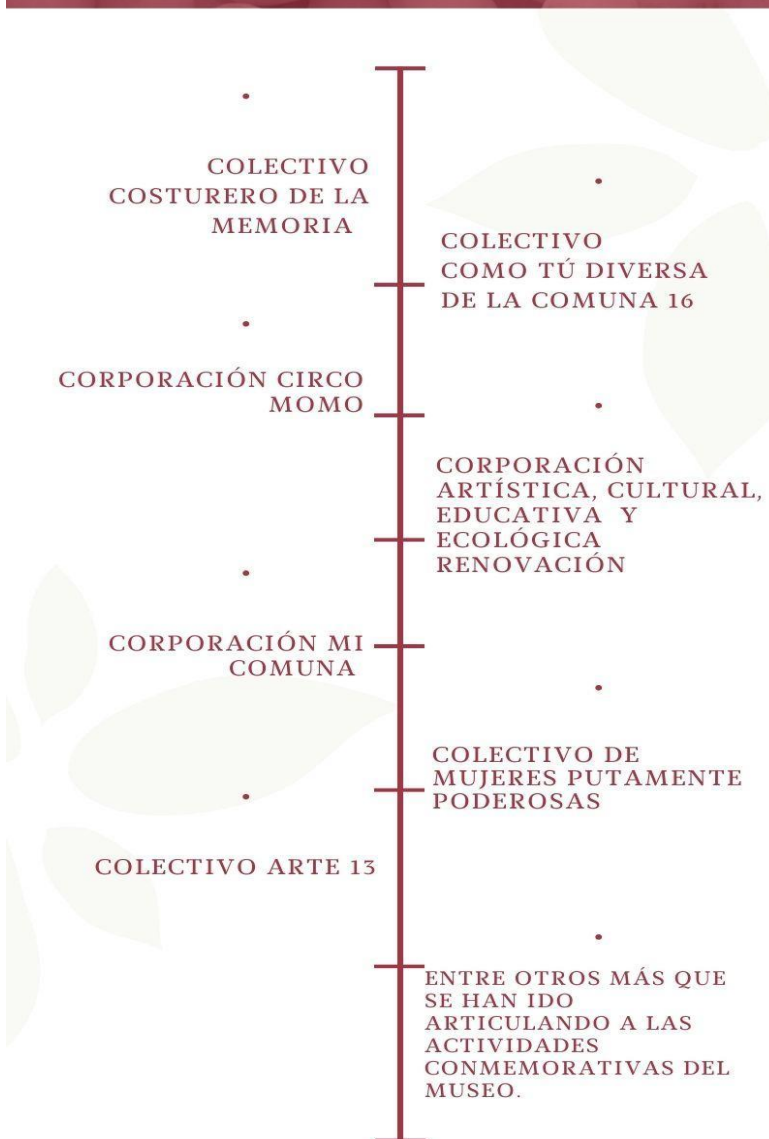 COLECTIVO
COSTURERO DE LA
MEMORIA
COLECTIVO
COMO TÚ DIVERSA
DE LA COMUNA 16
CORPORACIÓN CIRCO
MOMO
CORPORACIÓN
ARTÍSTICA, CULTURAL,
EDUCATIVA Y
ECOLÓGICA
RENOVACIÓN
CORPORACIÓN MI
COMUNA
COLECTIVO DE
MUJERES PUTAMENTE
PODEROSAS
COLECTIVO ARTE 13
ENTRE OTROS MÁS QUE
SE HAN IDO
ARTICULANDO A LAS
ACTIVIDADES
CONMEMORATIVAS DEL
MUSEO.